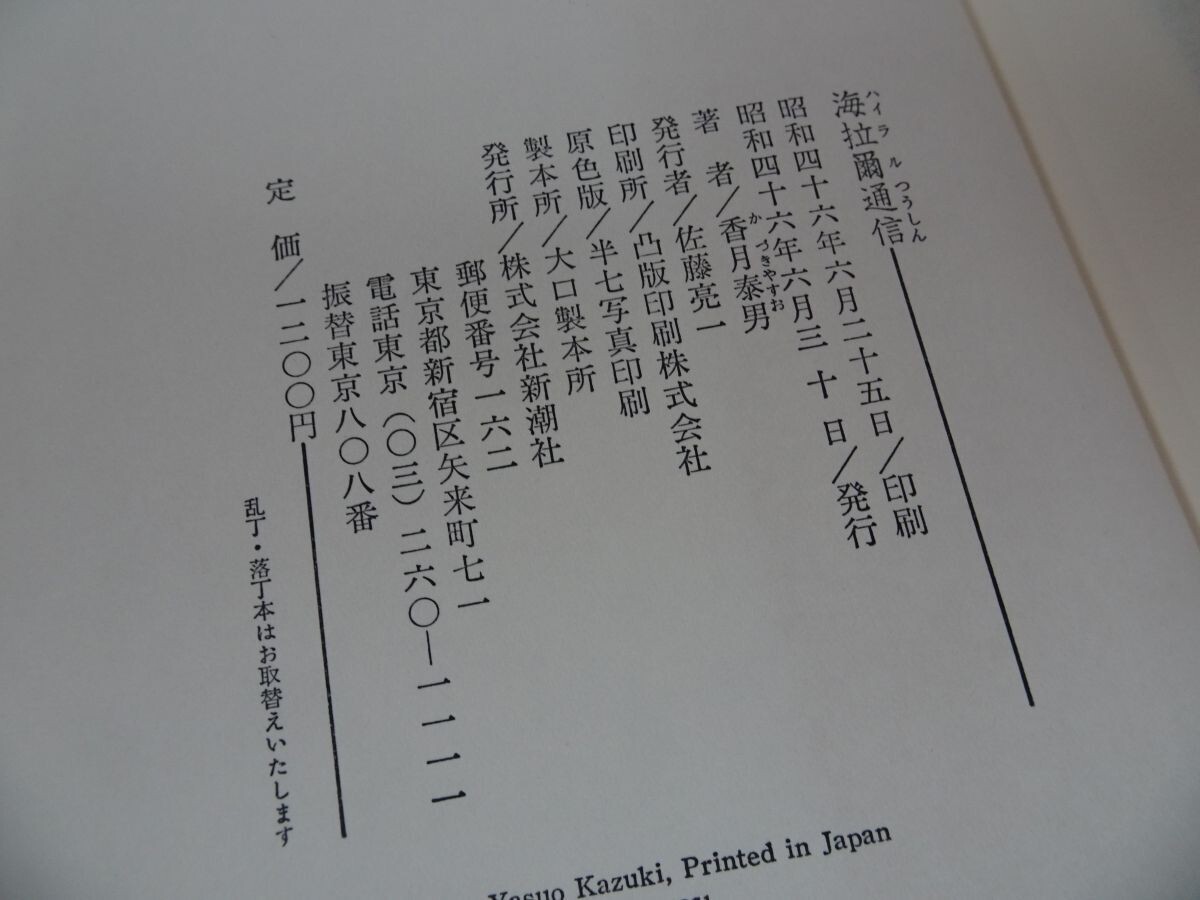 海拉爾通信
ハイラルつうしん
昭和四十六年六月二十五日／印刷
昭和四十六年六月三十日／発行
著者／香月泰男
かづきやすお
発行者／佐藤亮一
印刷所／凸版印刷株式会社
原色版／半七写真印刷
製本所／大口製本所
発行所／株式会社新潮社
郵便番号一六二
東京都新宿区矢来町七一
電話東京（〇三）二六〇―一一一一
振替東京八〇八番
定価／一二〇〇円
乱丁・落丁本はお取替えいたします
Yasuo Kazuki, Printed in Japan